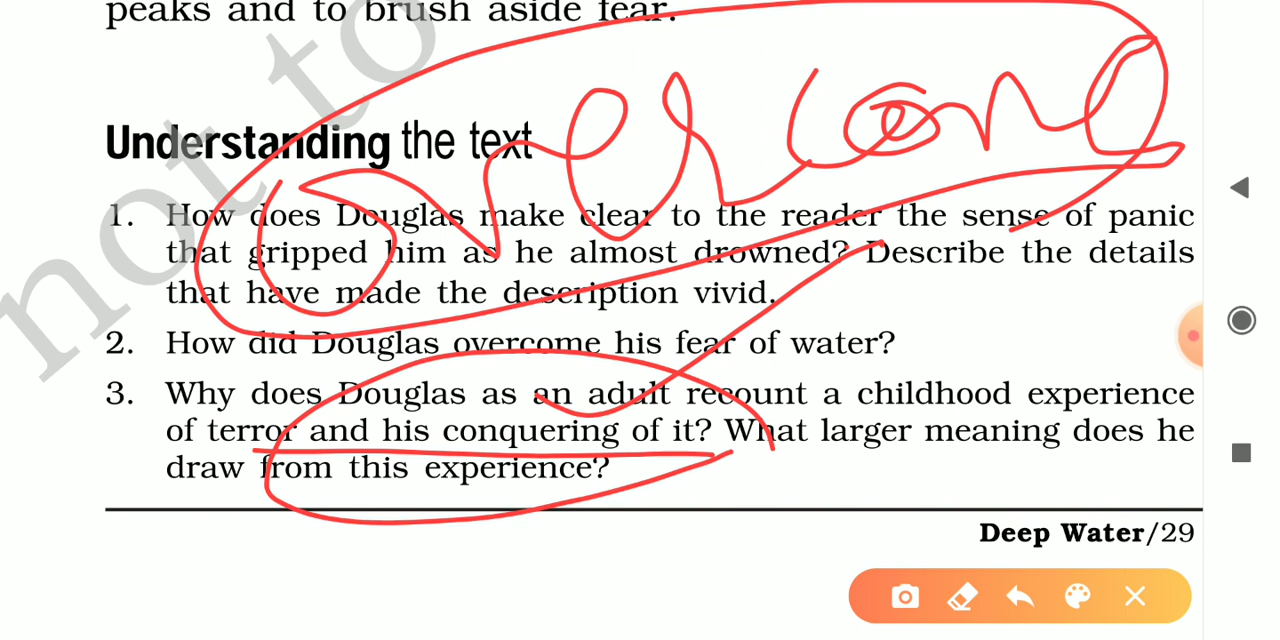 peaks and to brush aside fear.
not to
overcome
Understanding the text
1. How does Douglas make clear to the reader the sense of panic
that gripped him as he almost drowned? Describe the details
that have made the description vivid.
2. How did Douglas overcome his fear of water?
3. Why does Douglas as an adult recount a childhood experience
of terror and his conquering of it? What larger meaning does he
draw from this experience?
Deep Water/29